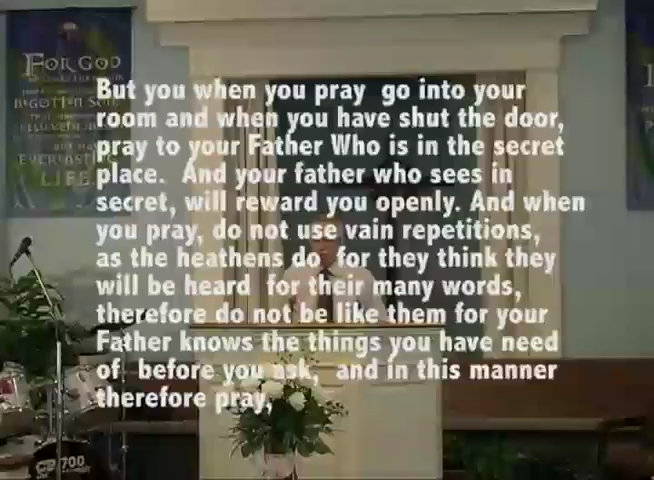 FOR GOD
BEGOTTEN SON
EVERLASTING
LIFE
But you when you pray go into your
room and when you have shut the door,
pray to your Father Who is in the secret
place. And your father who sees in
secret, will reward you openly. And when
you pray, do not use vain repetitions,
as the heathens do for they think they
will be heard for their many words,
therefore do not be like them for your
Father knows the things you have need
of before you ask, and in this manner
therefore pray,
700